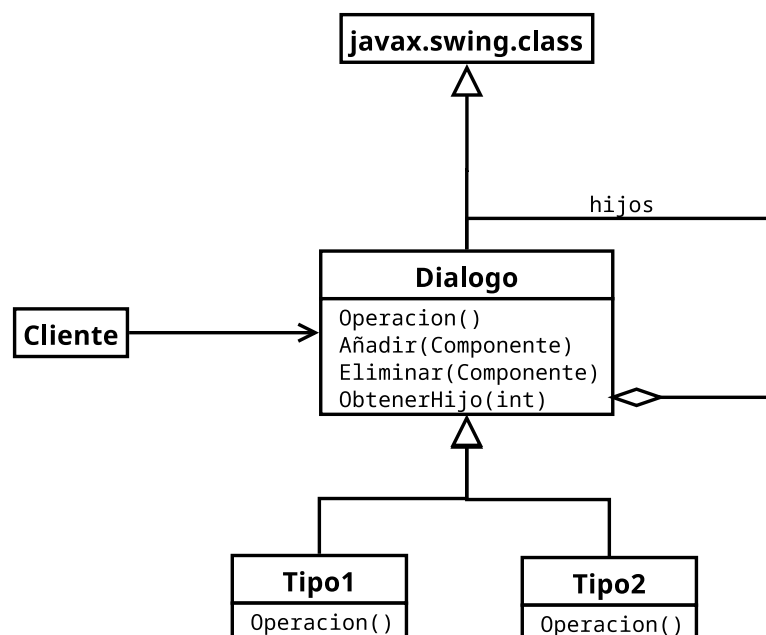 javax.swing.class
hijos
Dialogo
Operacion()
Añadir(Componente)
Eliminar(Componente)
ObtenerHijo(int)
Cliente
Tipo1
Operacion()
Tipo2
Operacion()